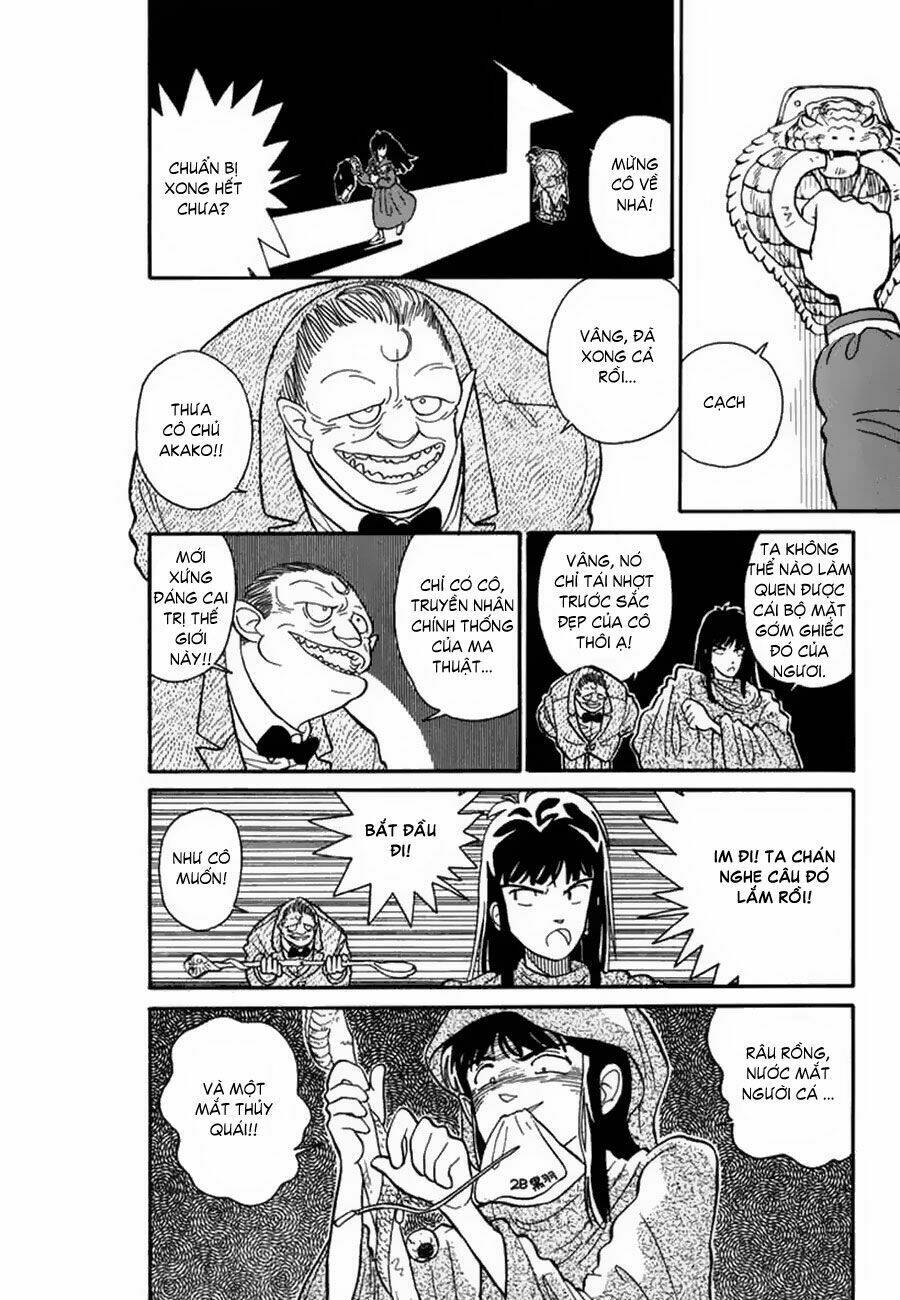 CẠCH
MỪNG
CÔ VỀ
NHÀ!
CHUẨN BỊ
XONG HẾT
CHƯA?
VÂNG, ĐÃ
XONG CẢ
RỒI...
THƯA
CÔ CHỦ
AKAKO!!
TA KHÔNG
THỂ NÀO LÀM
QUEN ĐƯỢC
CÁI BỘ MẶT
GỚM GHIẾC
ĐÓ CỦA
NGƯƠI.
VÂNG, NÓ
CHỈ TÁI NHỢT
TRƯỚC SẮC
ĐẸP CỦA CÔ
THÔI Ạ!
CHỈ CÓ CÔ,
TRUYỀN NHÂN
CHÍNH THỐNG
CỦA MA
THUẬT...
MỚI
XỨNG
ĐÁNG CAI
TRỊ THẾ
GIỚI
NÀY!!
IM ĐI! TA CHÁN
NGHE CÂU ĐÓ
LẮM RỒI!
BẮT ĐẦU
ĐI!
NHƯ CÔ
MUỐN!
RÂU RỒNG,
NƯỚC MẮT
NGƯỜI CÁ ...
VÀ MỘT
MẮT THỦY
QUÁI!!
2B黒羽